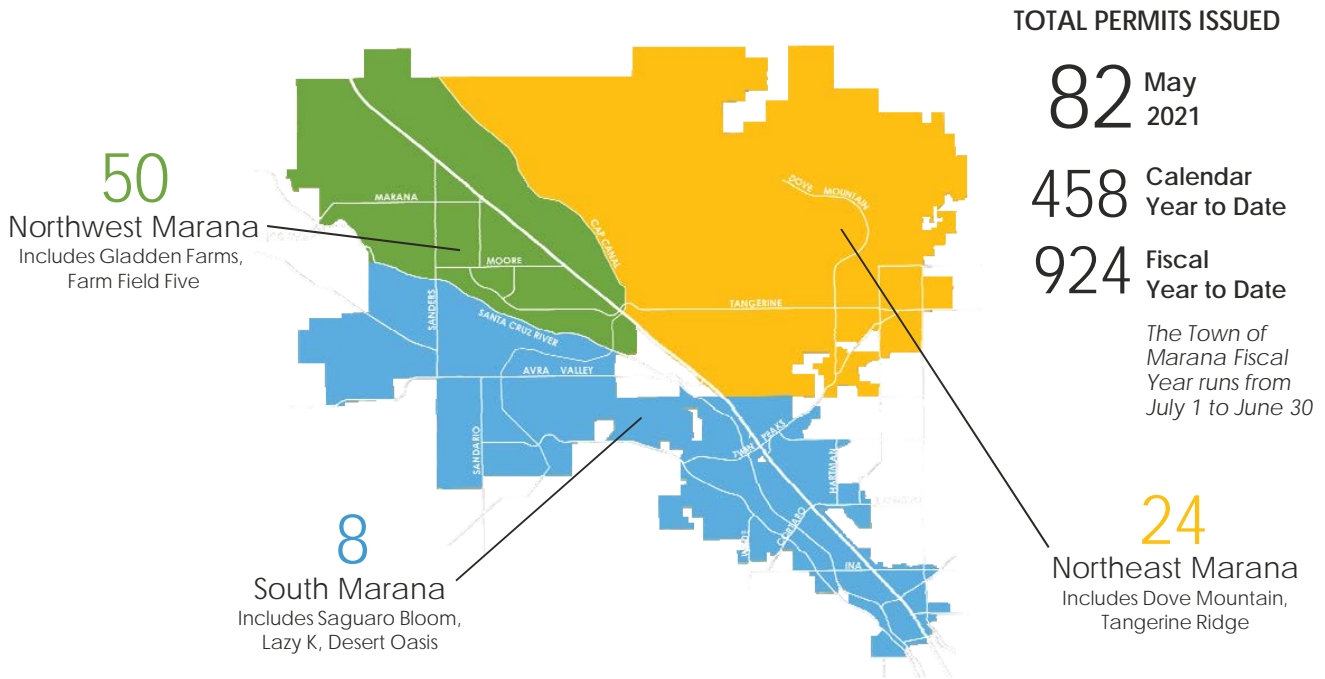 TOTAL PERMITS ISSUED
82 May
2021
458 Calendar
Year to Date
924 Fiscal
Year to Date
The Town of
Marana Fiscal
Year runs from
July 1 to June 30
50
Northwest Marana
Includes Gladden Farms,
Farm Field Five
8
South Marana
Includes Saguaro Bloom,
Lazy K, Desert Oasis
24
Northeast Marana
Includes Dove Mountain,
Tangerine Ridge
MARANA
MOORE
SANDERS
SANTA CRUZ RIVER
CAP CANAL
DOVE MOUNTAIN
TANGERINE
AVRA VALLEY
SANDARIO
TWIN PEAKS
HARTMAN
CORTARO
INA